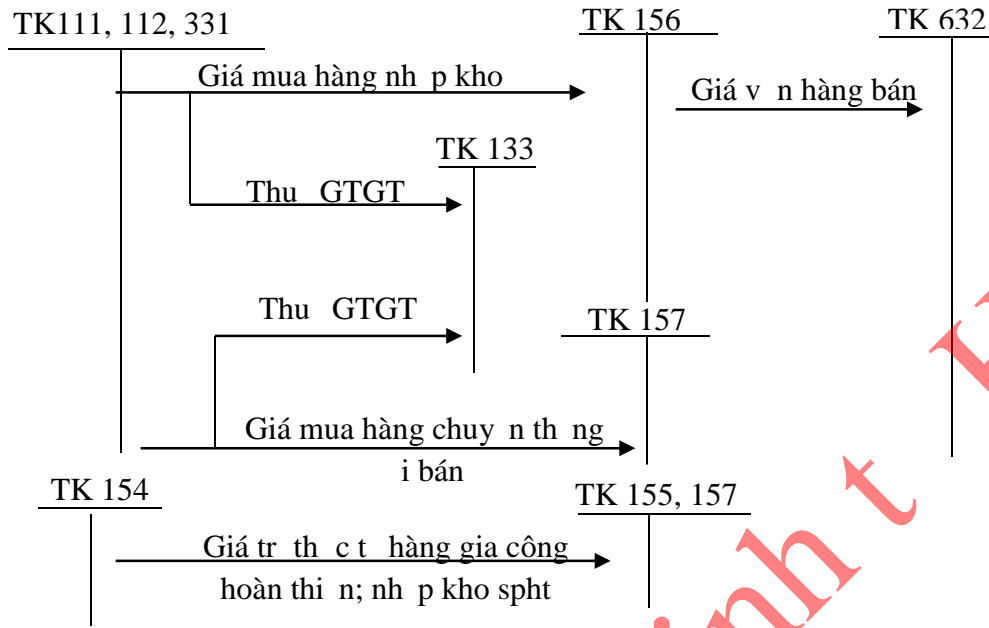 TK111, 112, 331
TK 156
TK 632
Giá mua hàng nh p kho
Giá v n hàng bán
TK 133
Thu GTGT
Thu GTGT
TK 157
Giá mua hàng chuy n th ng
i bán
TK 154
TK 155, 157
Giá tr th c t hàng gia công
hoàn thi n; nh p kho spht
inh t